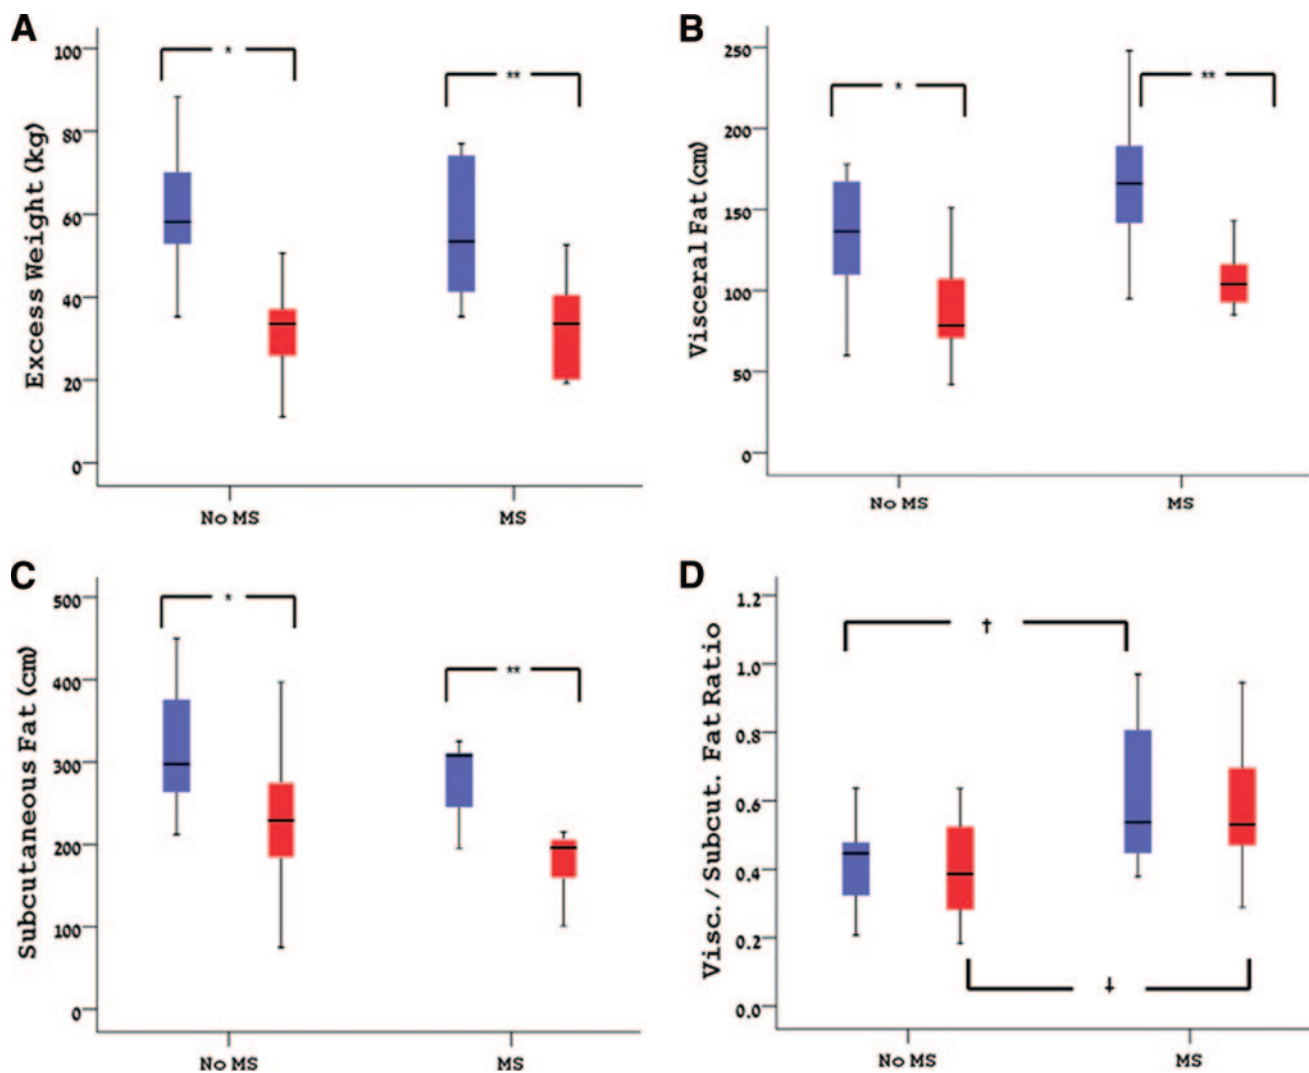 A
Excess Weight (kg)
100
80
60
40
20
0
*
**
No MS
MS
B
Visceral Fat (cm)
250
200
150
100
50
0
*
**
No MS
MS
C
Subcutaneous Fat (cm)
500
400
300
200
100
0
*
**
No MS
MS
D
Visc. / Subcut. Fat Ratio
1.2
1.0
0.8
0.6
0.4
0.2
0.0
†
‡
No MS
MS